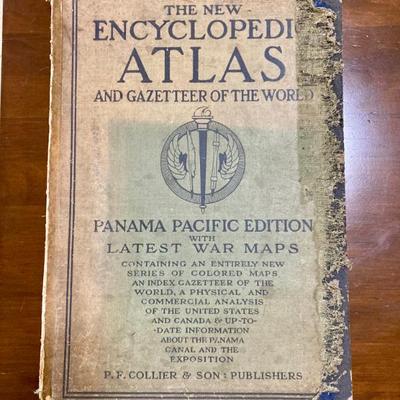 THE NEW
ENCYCLOPEDIC
ATLAS
AND GAZETTEER OF THE WORLD
PANAMA PACIFIC EDITION
WITH
LATEST WAR MAPS
CONTAINING AN ENTIRELY NEW
SERIES OF COLORED MAPS
AN INDEX GAZETTEER OF THE
WORLD, A PHYSICAL AND
COMMERCIAL ANALYSIS
OF THE UNITED STATES
AND CANADA & UP-TO-
-DATE INFORMATION
ABOUT THE PANAMA
CANAL AND THE
EXPOSITION
P. F. COLLIER & SON: PUBLISHERS